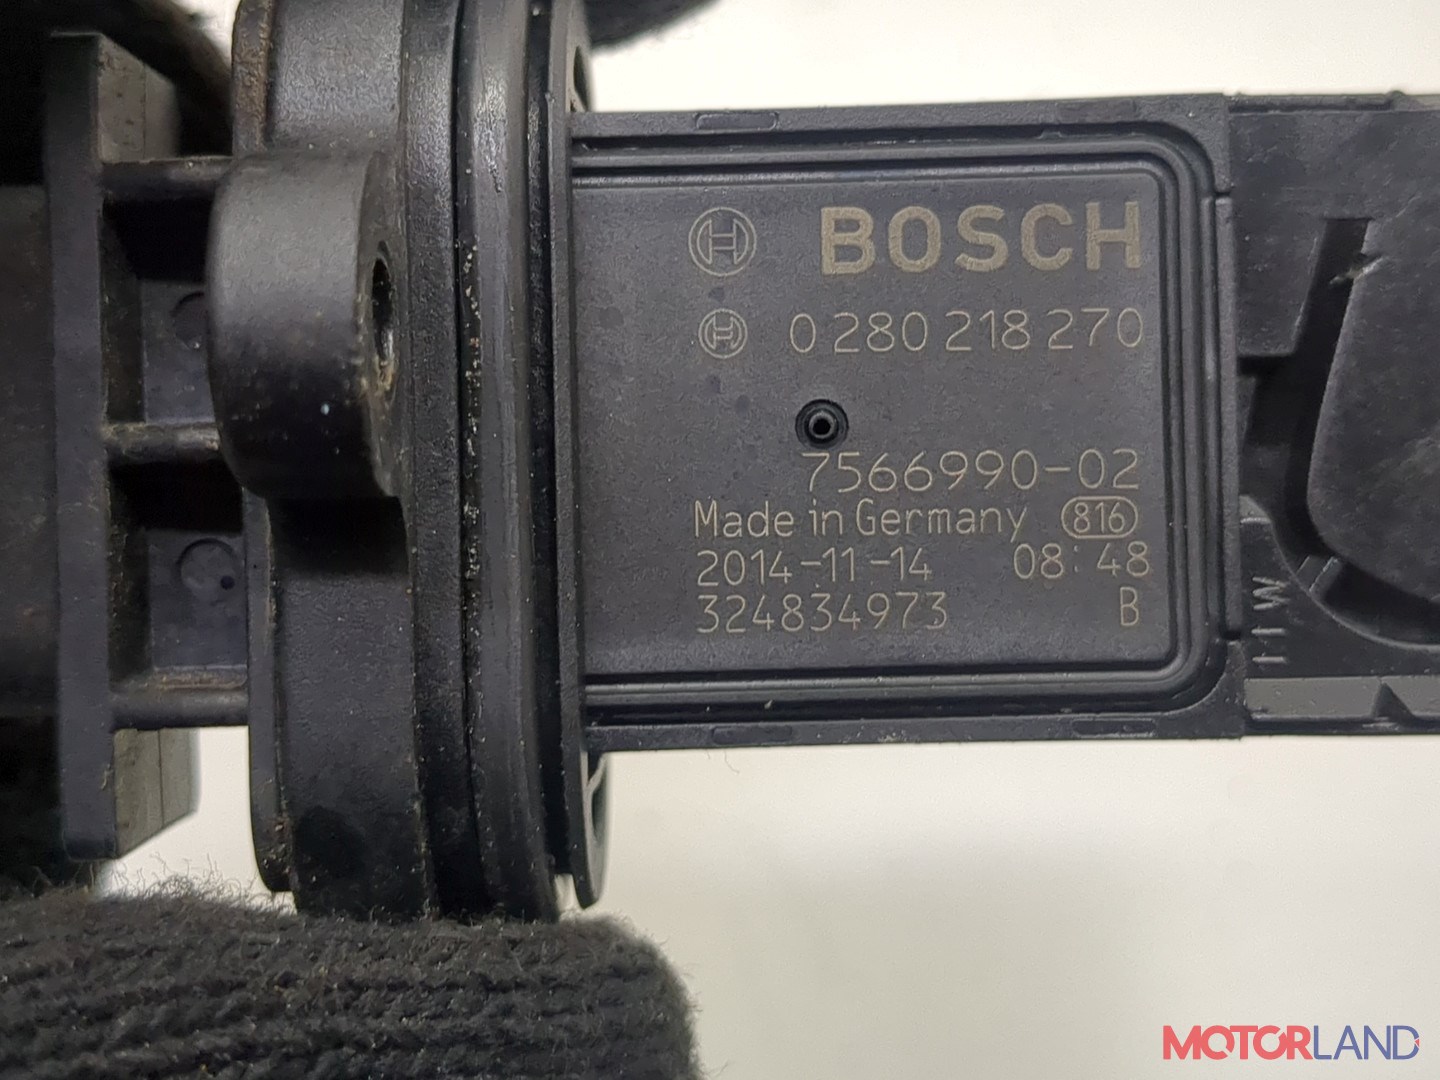 BOSCH
0 280 218 270
7566990-02
Made in Germany 816
2014-11-14 08:48
324834973 B
MOTORLAND